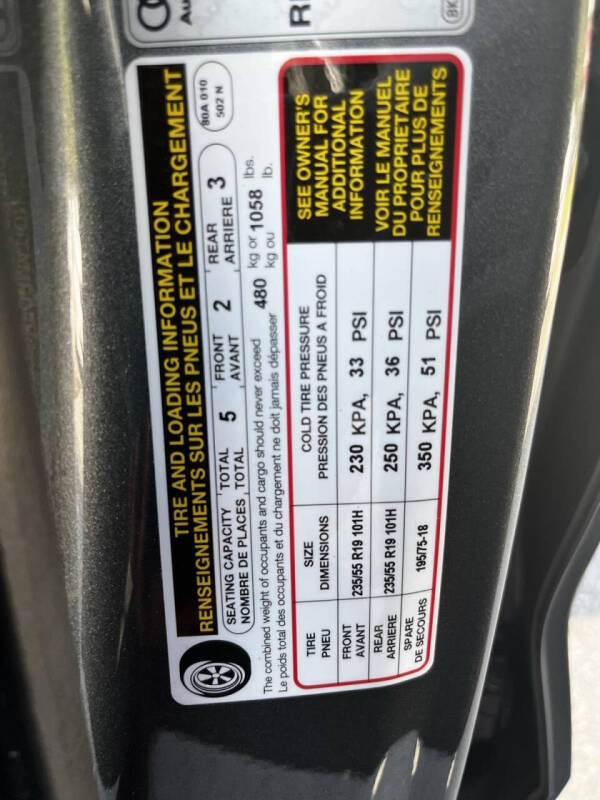 Au
R
8K
TIRE AND LOADING INFORMATION
RENSEIGNEMENTS SUR LES PNEUS ET LE CHARGEMENT
80A 010
502 N
SEATING CAPACITY TOTAL 5 FRONT 2 REAR 3
NOMBRE DE PLACES TOTAL AVANT ARRIERE
The combined weight of occupants and cargo should never exceed 480 kg or 1058 lbs.
Le poids total des occupants et du chargement ne doit jamais dépasser kg ou lb.
TIRE SIZE COLD TIRE PRESSURE
PNEU DIMENSIONS PRESSION DES PNEUS A FROID
FRONT 235/55 R19 101H 230 KPA, 33 PSI
AVANT
REAR 235/55 R19 101H 250 KPA, 36 PSI
ARRIERE
SPARE 195/75-18 350 KPA, 51 PSI
DE SECOURS
SEE OWNER'S
MANUAL FOR
ADDITIONAL
INFORMATION
VOIR LE MANUEL
DU PROPRIETAIRE
POUR PLUS DE
RENSEIGNEMENTS